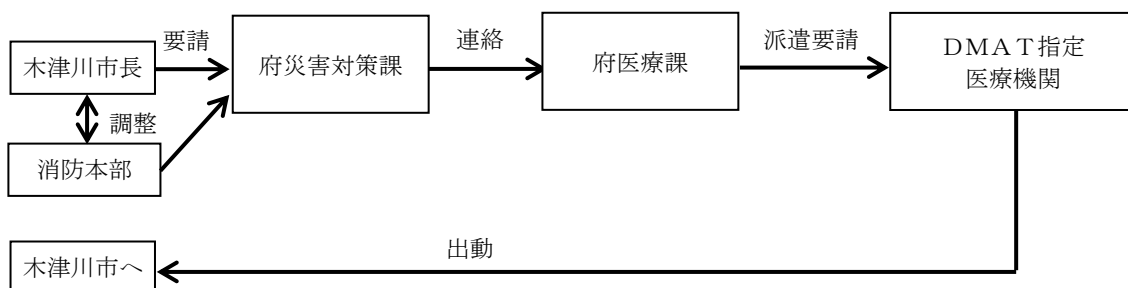 要請
連絡
派遣要請
木津川市長
府災害対策課
府医療課
DMAT指定
医療機関
調整
消防本部
出動
木津川市へ